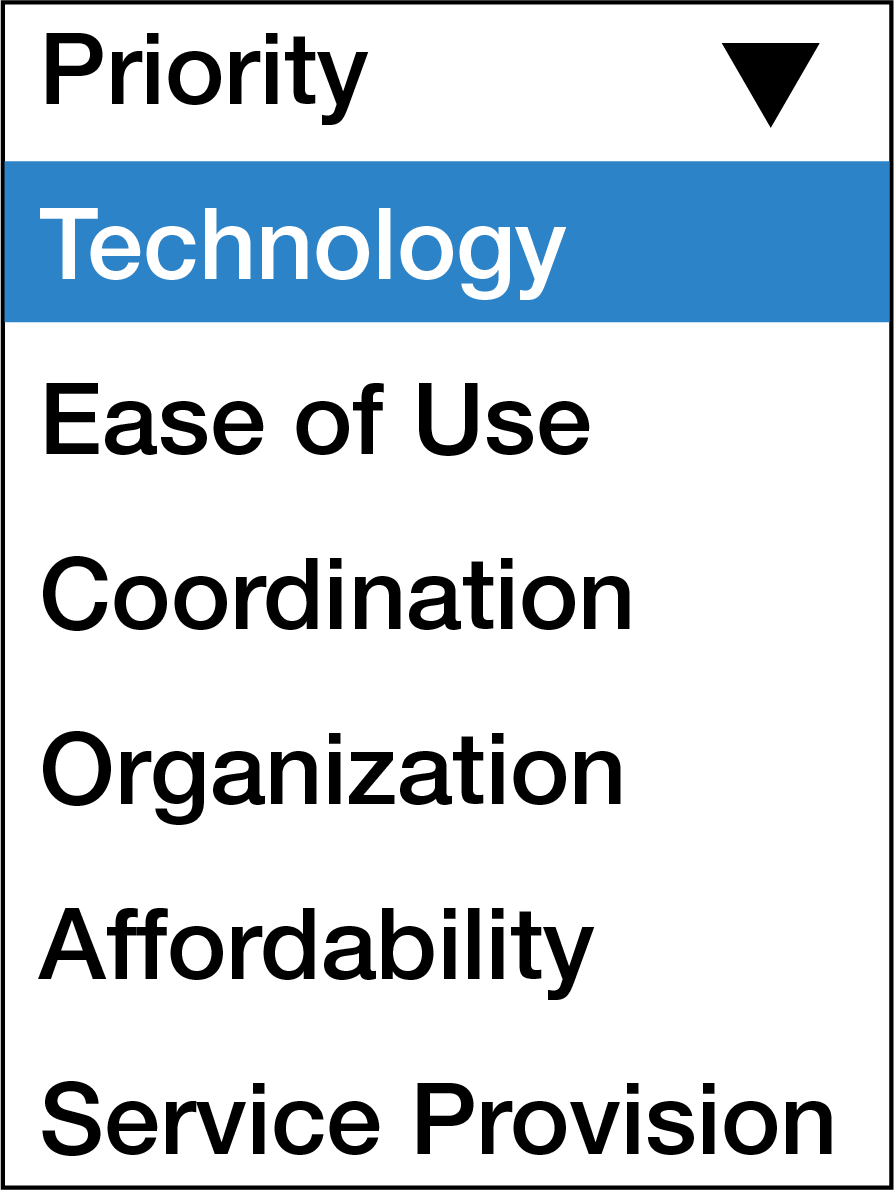 Priority
Technology
Ease of Use
Coordination
Organization
Affordability
Service Provision